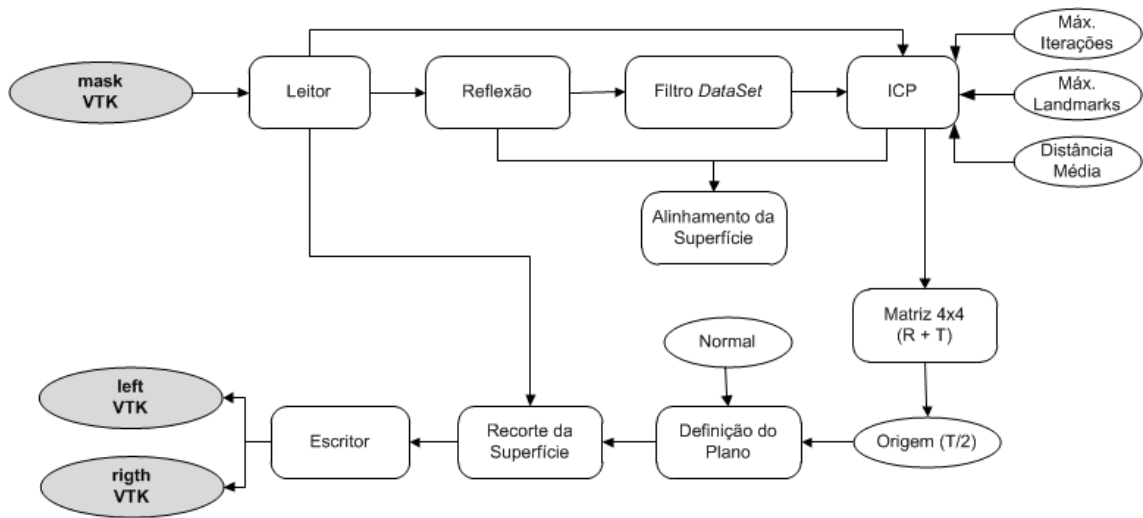 mask
VTK
Leitor
Reflexão
Filtro DataSet
ICP
Máx.
Iterações
Máx.
Landmarks
Distância
Média
Alinhamento da
Superfície
Matriz 4x4
(R + T)
Normal
left
VTK
rigth
VTK
Escritor
Recorte da
Superfície
Definição do
Plano
Origem (T/2)